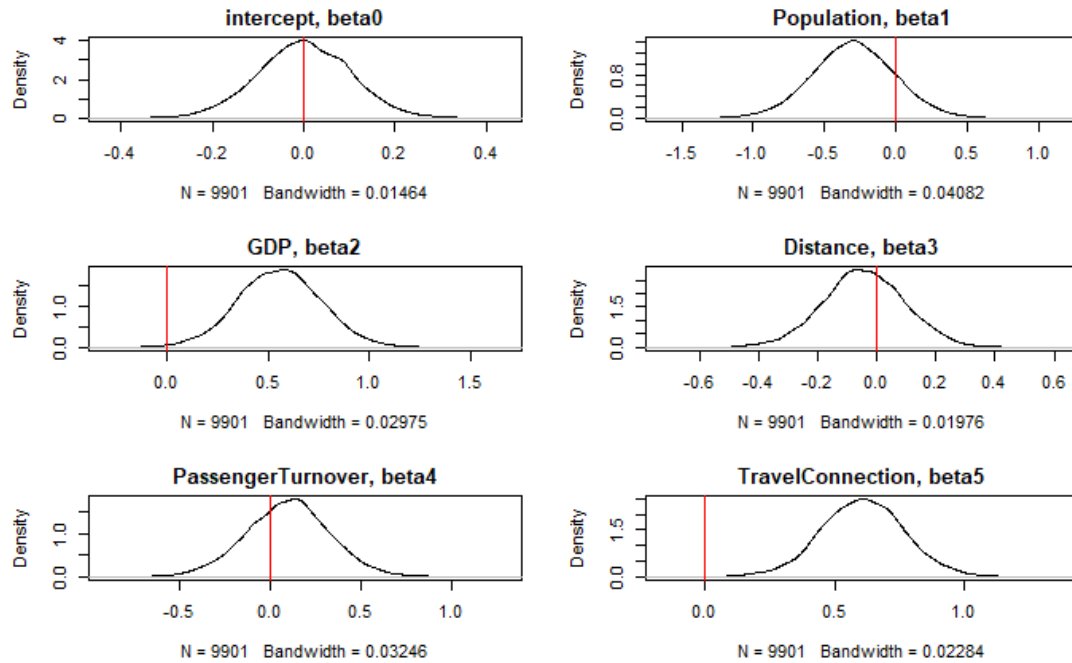 intercept, beta0
Density
0 2 4
-0.4 -0.2 0.0 0.2 0.4
N = 9901 Bandwidth = 0.01464
Population, beta1
Density
0.0 0.8
-1.5 -1.0 -0.5 0.0 0.5 1.0
N = 9901 Bandwidth = 0.04082
GDP, beta2
Density
0.0 1.0
0.0 0.5 1.0 1.5
N = 9901 Bandwidth = 0.02975
Distance, beta3
Density
0.0 1.5
-0.6 -0.4 -0.2 0.0 0.2 0.4 0.6
N = 9901 Bandwidth = 0.01976
PassengerTurnover, beta4
Density
0.0 1.0
-0.5 0.0 0.5 1.0
N = 9901 Bandwidth = 0.03246
TravelConnection, beta5
Density
0.0 1.5
0.0 0.5 1.0
N = 9901 Bandwidth = 0.02284